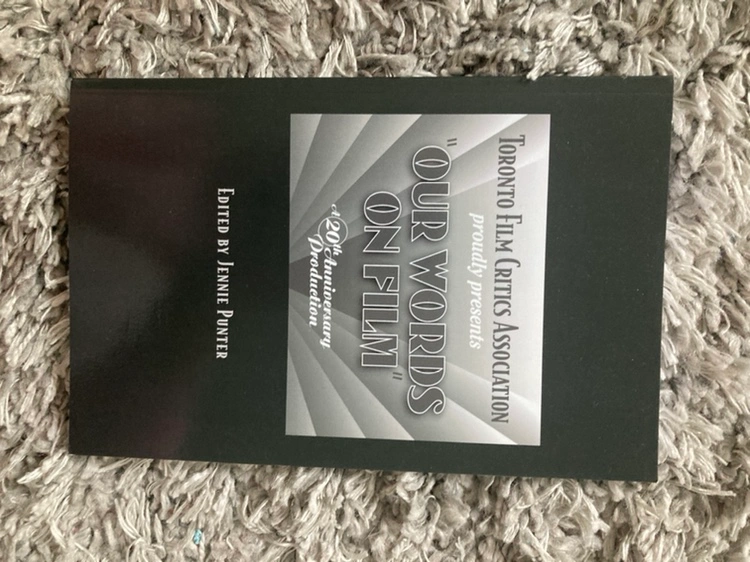 TORONTO FILM CRITICS ASSOCIATION
proudly presents
"OUR WORDS
ON FILM"
A 20th Anniversary
Production
EDITED BY JENNIE PUNTER